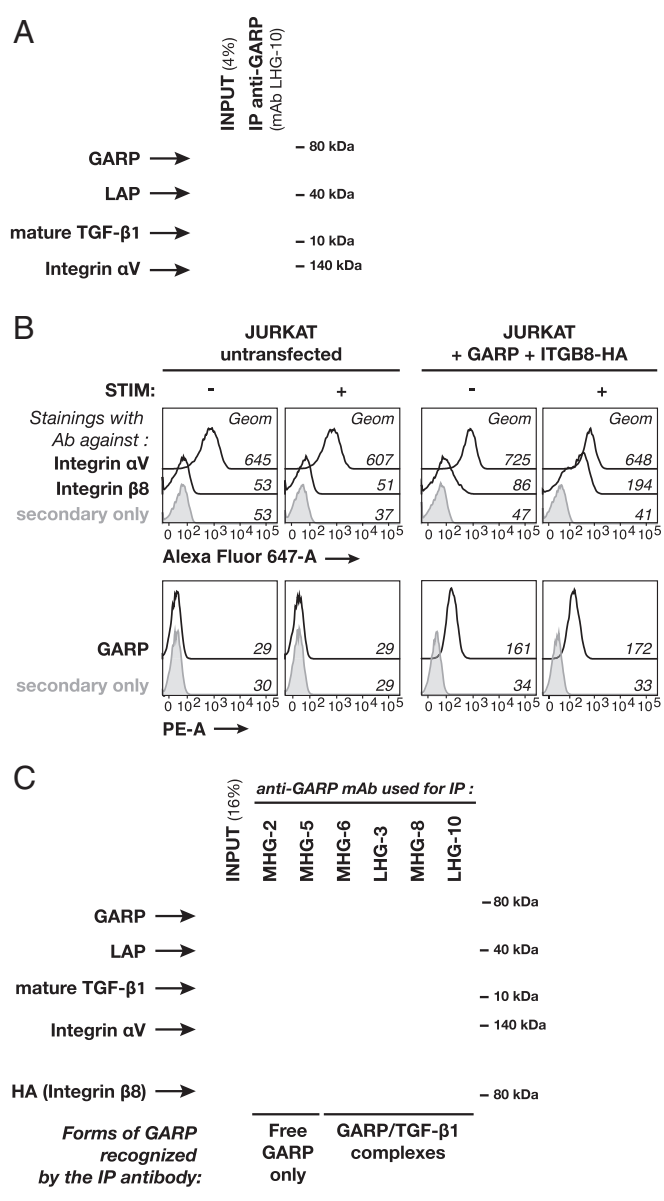 A
INPUT (4%)
IP anti-GARP
(mAb LHG-10)
GARP
80 kDa
LAP
40 kDa
mature TGF-β1
10 kDa
Integrin αV
140 kDa
B
JURKAT
untransfected
JURKAT
+ GARP + ITGB8-HA
STIM: - + - +
Stainings with
Ab against :
Geom Geom Geom Geom
Integrin αV 645 607 725 648
Integrin β8 53 51 86 194
secondary only 53 37 47 41
0 10² 10³ 10⁴ 10⁵ 0 10² 10³ 10⁴ 10⁵ 0 10² 10³ 10⁴ 10⁵ 0 10² 10³ 10⁴ 10⁵
Alexa Fluor 647-A
GARP 29 29 161 172
secondary only 30 29 34 33
0 10² 10³ 10⁴ 10⁵ 0 10² 10³ 10⁴ 10⁵ 0 10² 10³ 10⁴ 10⁵ 0 10² 10³ 10⁴ 10⁵
PE-A
C
anti-GARP mAb used for IP :
INPUT (16%)
MHG-2
MHG-5
MHG-6
LHG-3
MHG-8
LHG-10
80 kDa
GARP
LAP
40 kDa
mature TGF-β1
10 kDa
Integrin αV
140 kDa
HA (Integrin β8)
80 kDa
Forms of GARP
recognized
by the IP antibody:
Free
GARP
only
GARP/TGF-β1
complexes